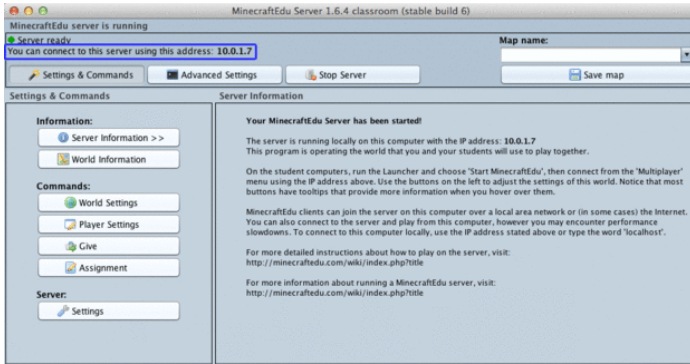 MinecraftEdu Server 1.6.4 classroom (stable build 6)
MinecraftEdu server is running
Server ready
You can connect to this server using this address: 10.0.1.7
Map name:
Settings & Commands
Advanced Settings
Stop Server
Save map
Settings & Commands
Information:
Server Information >>
World Information
Commands:
World Settings
Player Settings
Give
Assignment
Server:
Settings
Server Information
Your MinecraftEdu Server has been started!
The server is running locally on this computer with the IP address: 10.0.1.7
This program is operating the world that you and your students will use to play together.
On the student computers, run the Launcher and choose 'Start MinecraftEdu', then connect from the 'Multiplayer'
menu using the IP address above. Use the buttons on the left to adjust the settings of this world. Notice that most
buttons have tooltips that provide more information when you hover over them.
MinecraftEdu clients can join the server on this computer over a local area network or (in some cases) the Internet.
You can also connect to the server and play from this computer, however you may encounter performance
slowdowns. To connect to this computer locally, use the IP address stated above or type the word 'localhost'.
For more detailed instructions about how to play on the server, visit:
http://minecraftedu.com/wiki/index.php?title
For more information about running a MinecraftEdu server, visit:
http://minecraftedu.com/wiki/index.php?title